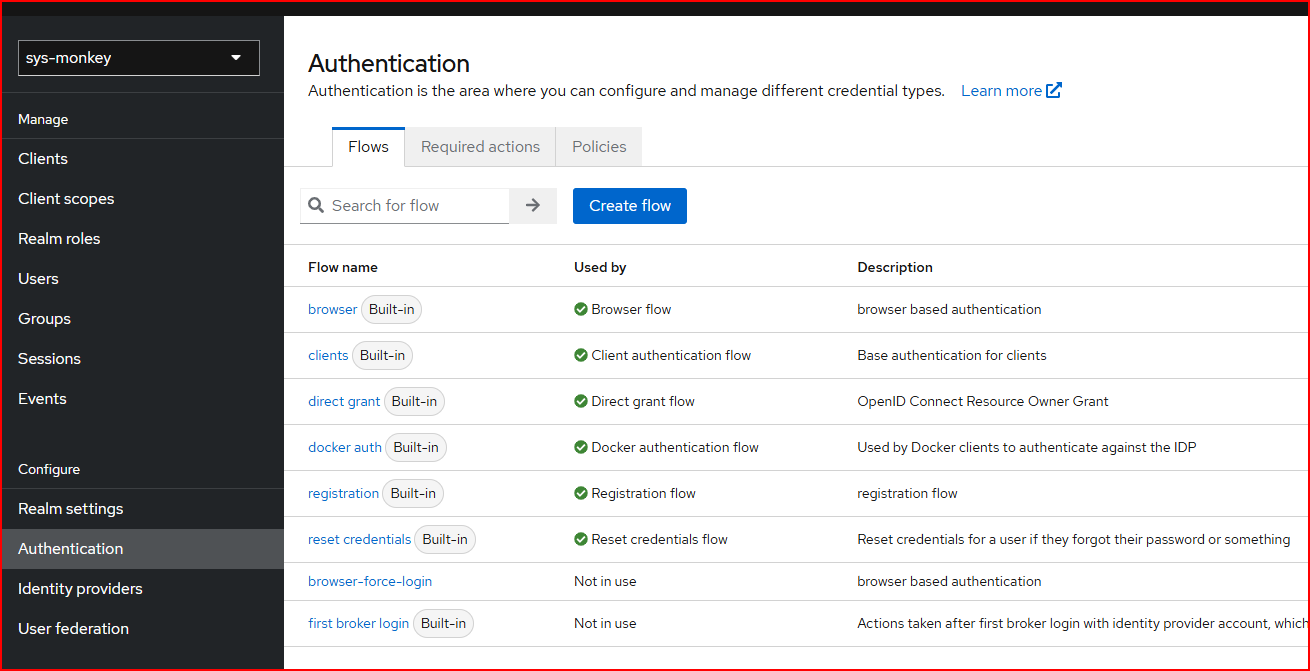 sys-monkey
Manage
Clients
Client scopes
Realm roles
Users
Groups
Sessions
Events
Configure
Realm settings
Authentication
Identity providers
User federation
Authentication
Authentication is the area where you can configure and manage different credential types. Learn more
Flows Required actions Policies
Search for flow Create flow
Flow name Used by Description
browser Built-in Browser flow browser based authentication
clients Built-in Client authentication flow Base authentication for clients
direct grant Built-in Direct grant flow OpenID Connect Resource Owner Grant
docker auth Built-in Docker authentication flow Used by Docker clients to authenticate against the IDP
registration Built-in Registration flow registration flow
reset credentials Built-in Reset credentials flow Reset credentials for a user if they forgot their password or something
browser-force-login Not in use browser based authentication
first broker login Built-in Not in use Actions taken after first broker login with identity provider account, which